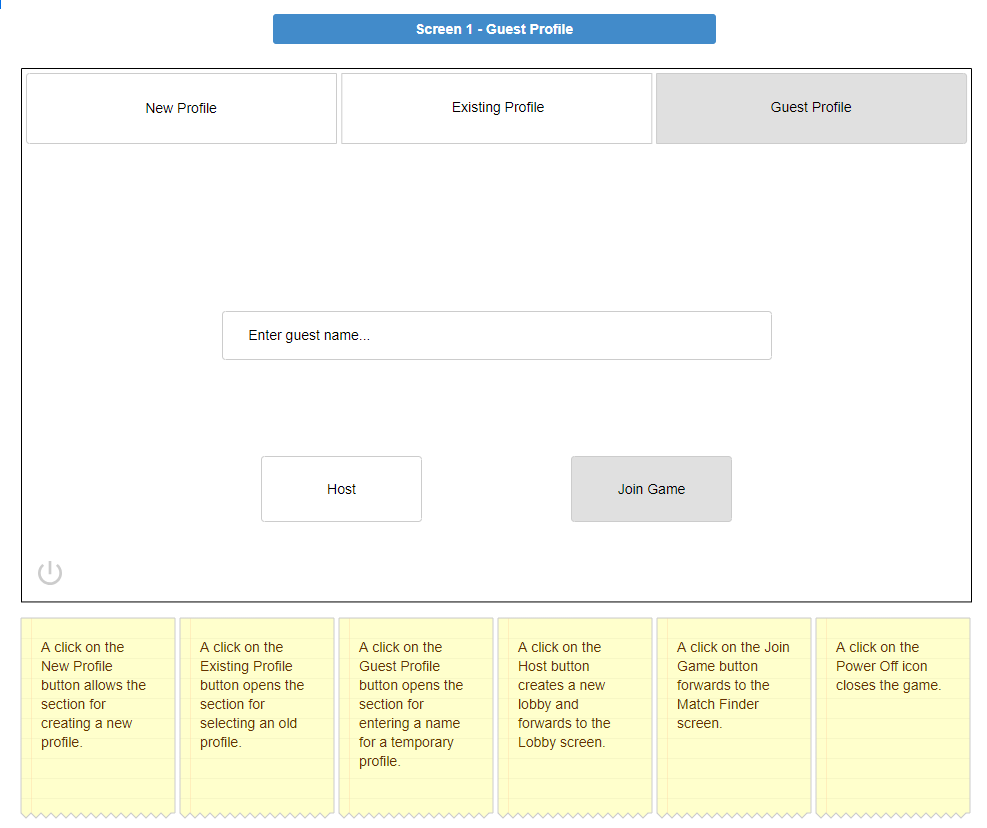 Screen 1 - Guest Profile
New Profile
Existing Profile
Guest Profile
Enter guest name...
Host
Join Game
A click on the
New Profile
button allows the
section for
creating a new
profile.
A click on the
Existing Profile
button opens the
section for
selecting an old
profile.
A click on the
Guest Profile
button opens the
section for
entering a name
for a temporary
profile.
A click on the
Host button
creates a new
lobby and
forwards to the
Lobby screen.
A click on the Join
Game button
forwards to the
Match Finder
screen.
A click on the
Power Off icon
closes the game.